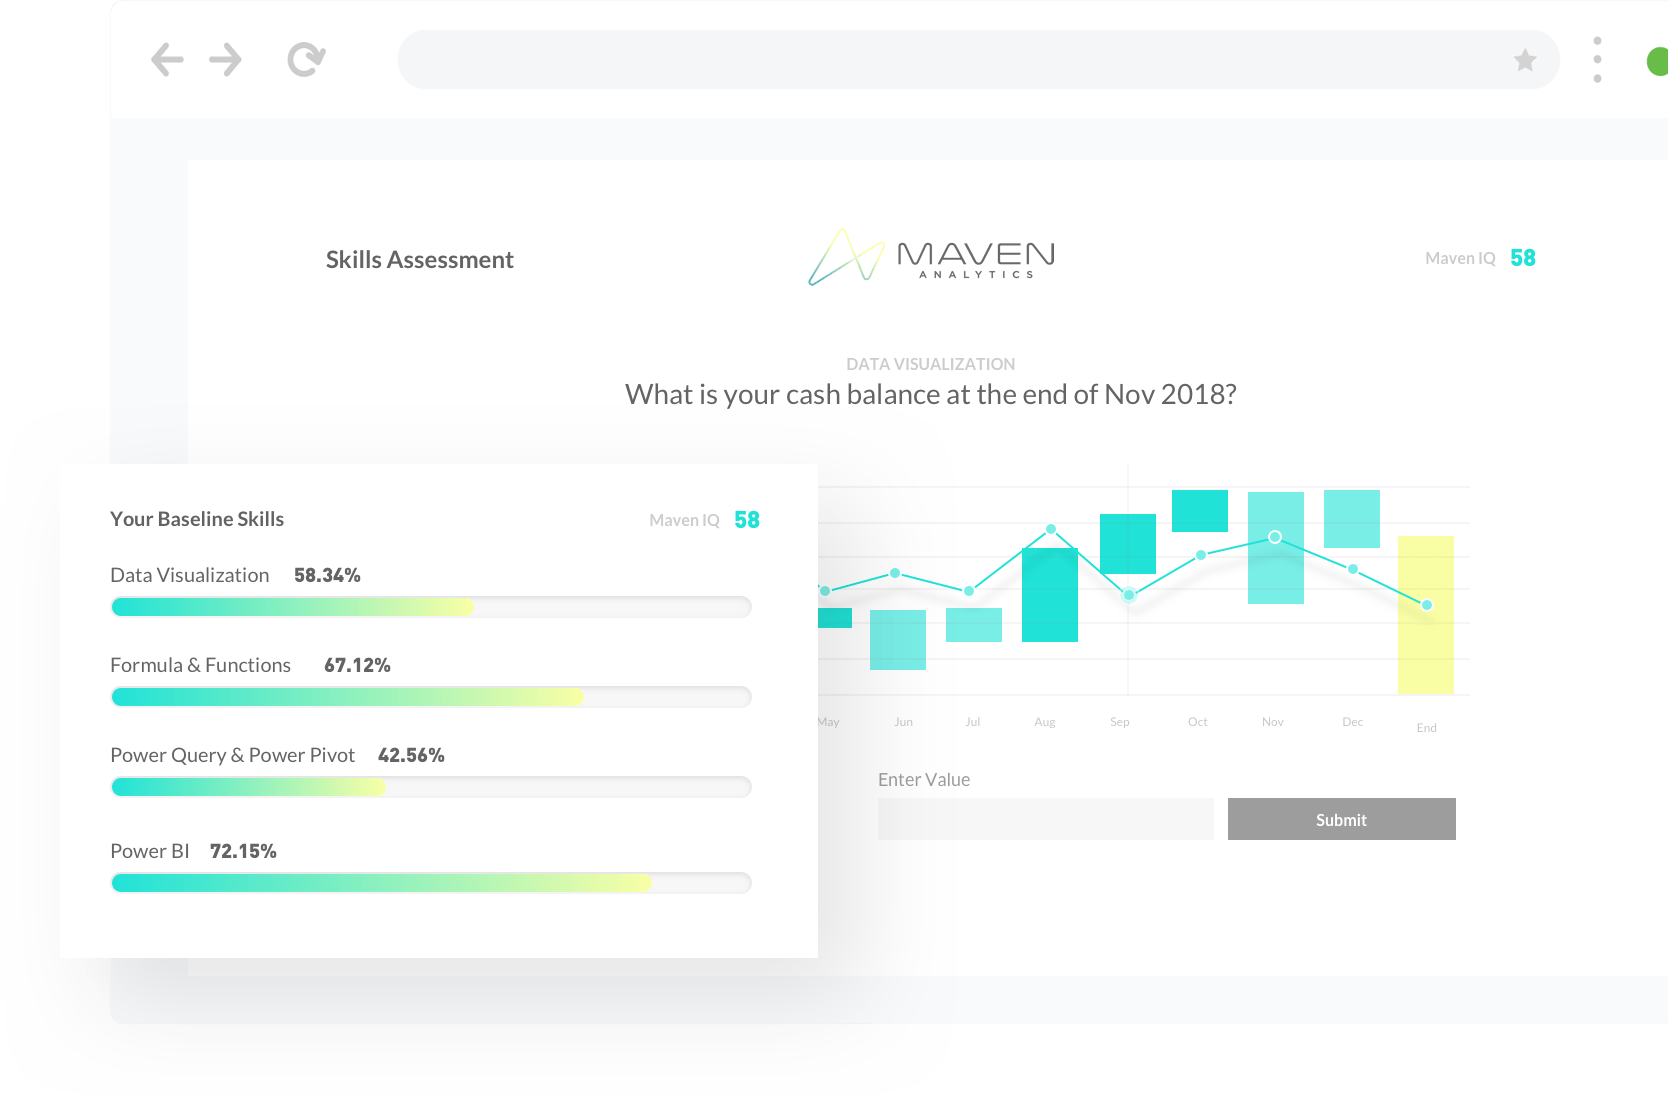 Skills Assessment
MAVEN
ANALYTICS
Maven IQ 58
DATA VISUALIZATION
What is your cash balance at the end of Nov 2018?
Your Baseline Skills
Maven IQ 58
Data Visualization 58.34%
Formula & Functions 67.12%
Power Query & Power Pivot 42.56%
Power BI 72.15%
May Jun Jul Aug Sep Oct Nov Dec End
Enter Value
Submit